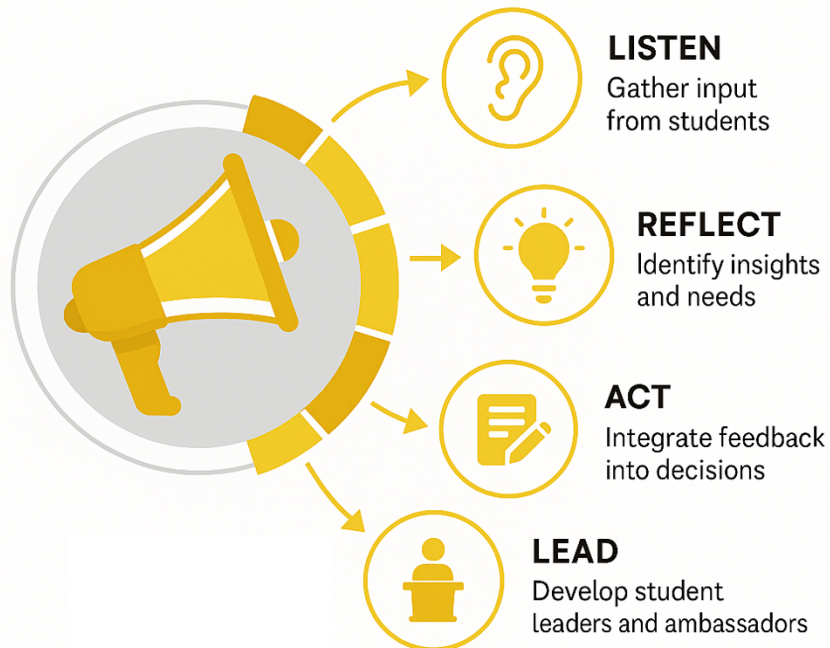 LISTEN
Gather input
from students
REFLECT
Identify insights
and needs
ACT
Integrate feedback
into decisions
LEAD
Develop student
leaders and ambassadors